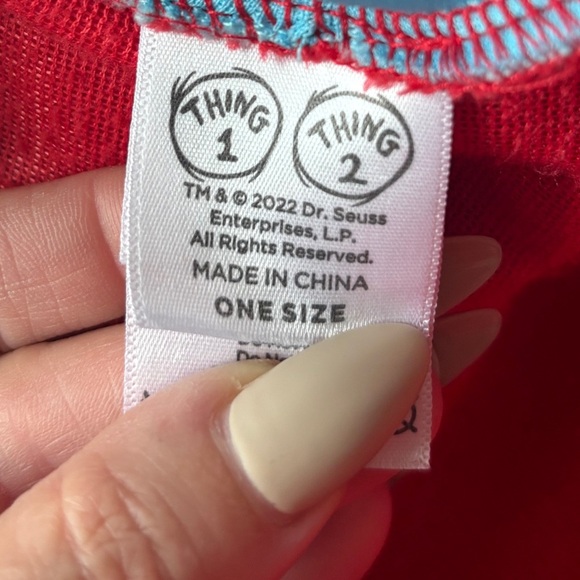 THING
1
THING
2
TM & © 2022 Dr. Seuss
Enterprises, L.P.
All Rights Reserved.
MADE IN CHINA
ONE SIZE